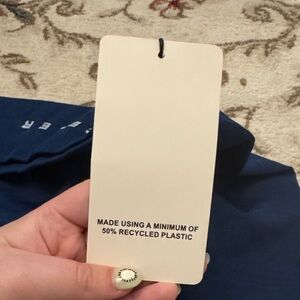 MADE USING A MINIMUM OF
50% RECYCLED PLASTIC